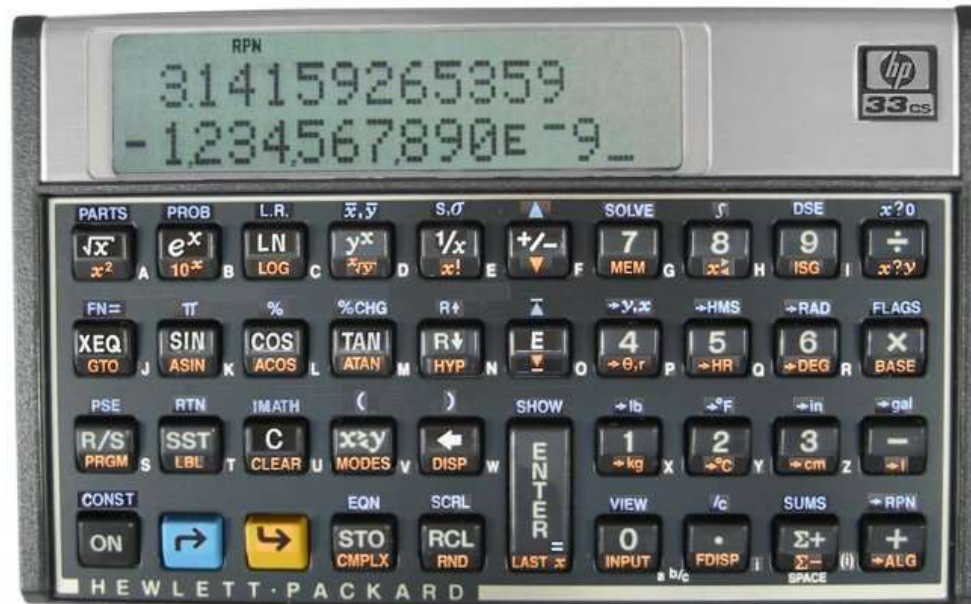 RPN
3.14159265359
-1,234,567,890E -9_
hp
33cs
PARTS PROB L.R. x̄,ȳ S,σ ▲ SOLVE ∫ DSE x?0
√x eˣ LN yˣ 1/x +/− 7 8 9 ÷
x² A 10ˣ B LOG C ˣ√y D x! E ▼ F MEM G H ISG I x?y
FN= π % %CHG R↑ →y,x →HMS →RAD FLAGS
XEQ SIN COS TAN R↓ E 4 5 6 ×
GTO J ASIN K ACOS L ATAN M HYP N O →θ,r P →HR Q →DEG R BASE
PSE RTN IMATH ( ) SHOW →lb →°F →in →gal
R/S SST C x≷y ← ENTER 1 2 3 −
PRGM S LBL T CLEAR U MODES V DISP W →kg X →°C Y →cm Z →l
CONST EQN SCRL VIEW /c SUMS →RPN
ON ↱ ↳ STO RCL = 0 . Σ+ +
CMPLX RND LAST x INPUT a b/c FDISP i Σ− (i) →ALG
SPACE
HEWLETT·PACKARD